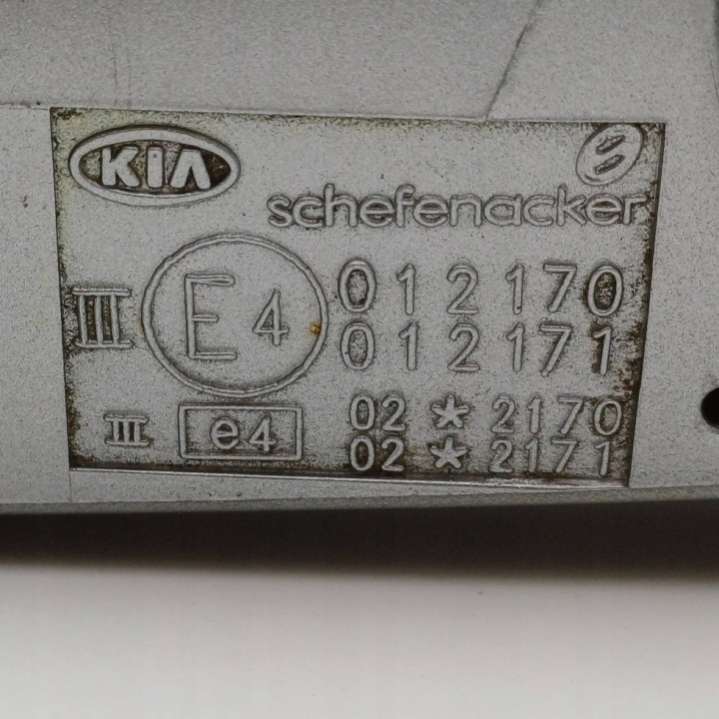 KIA
schefenacker
III E4 012170
012171
III e4 02 * 2170
02 * 2171